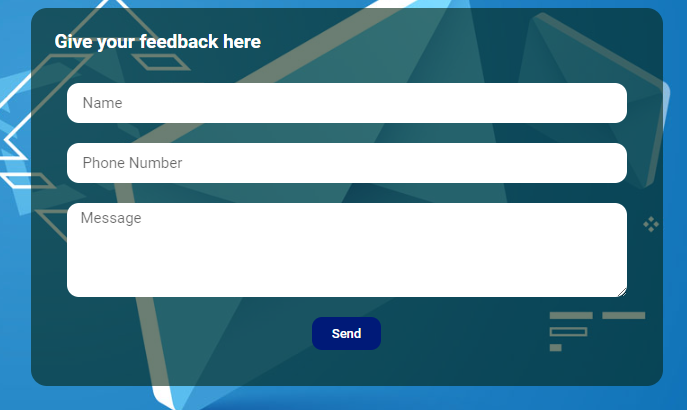 Give your feedback here
Name
Phone Number
Message
Send